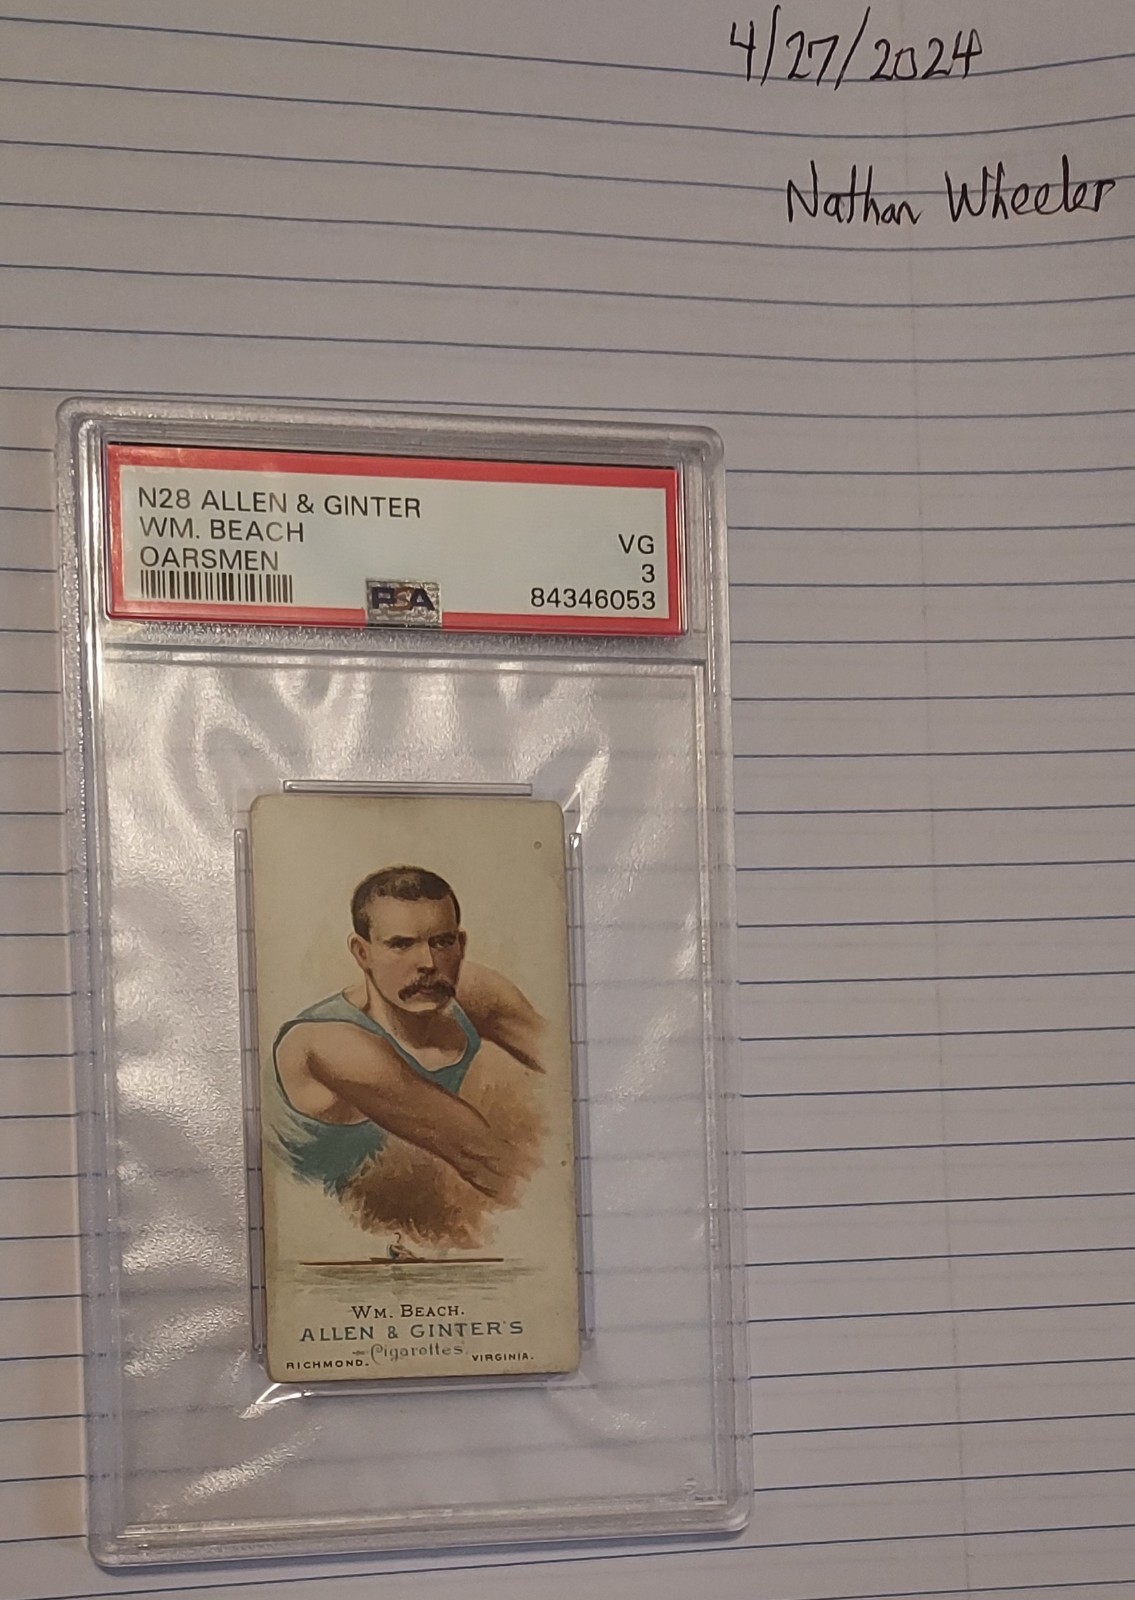 4/27/2024
Nathan Wheeler
N28 ALLEN & GINTER
WM. BEACH
OARSMEN
VG
3
84346053
PSA
WM. BEACH.
ALLEN & GINTER'S
Cigarettes.
RICHMOND. VIRGINIA.